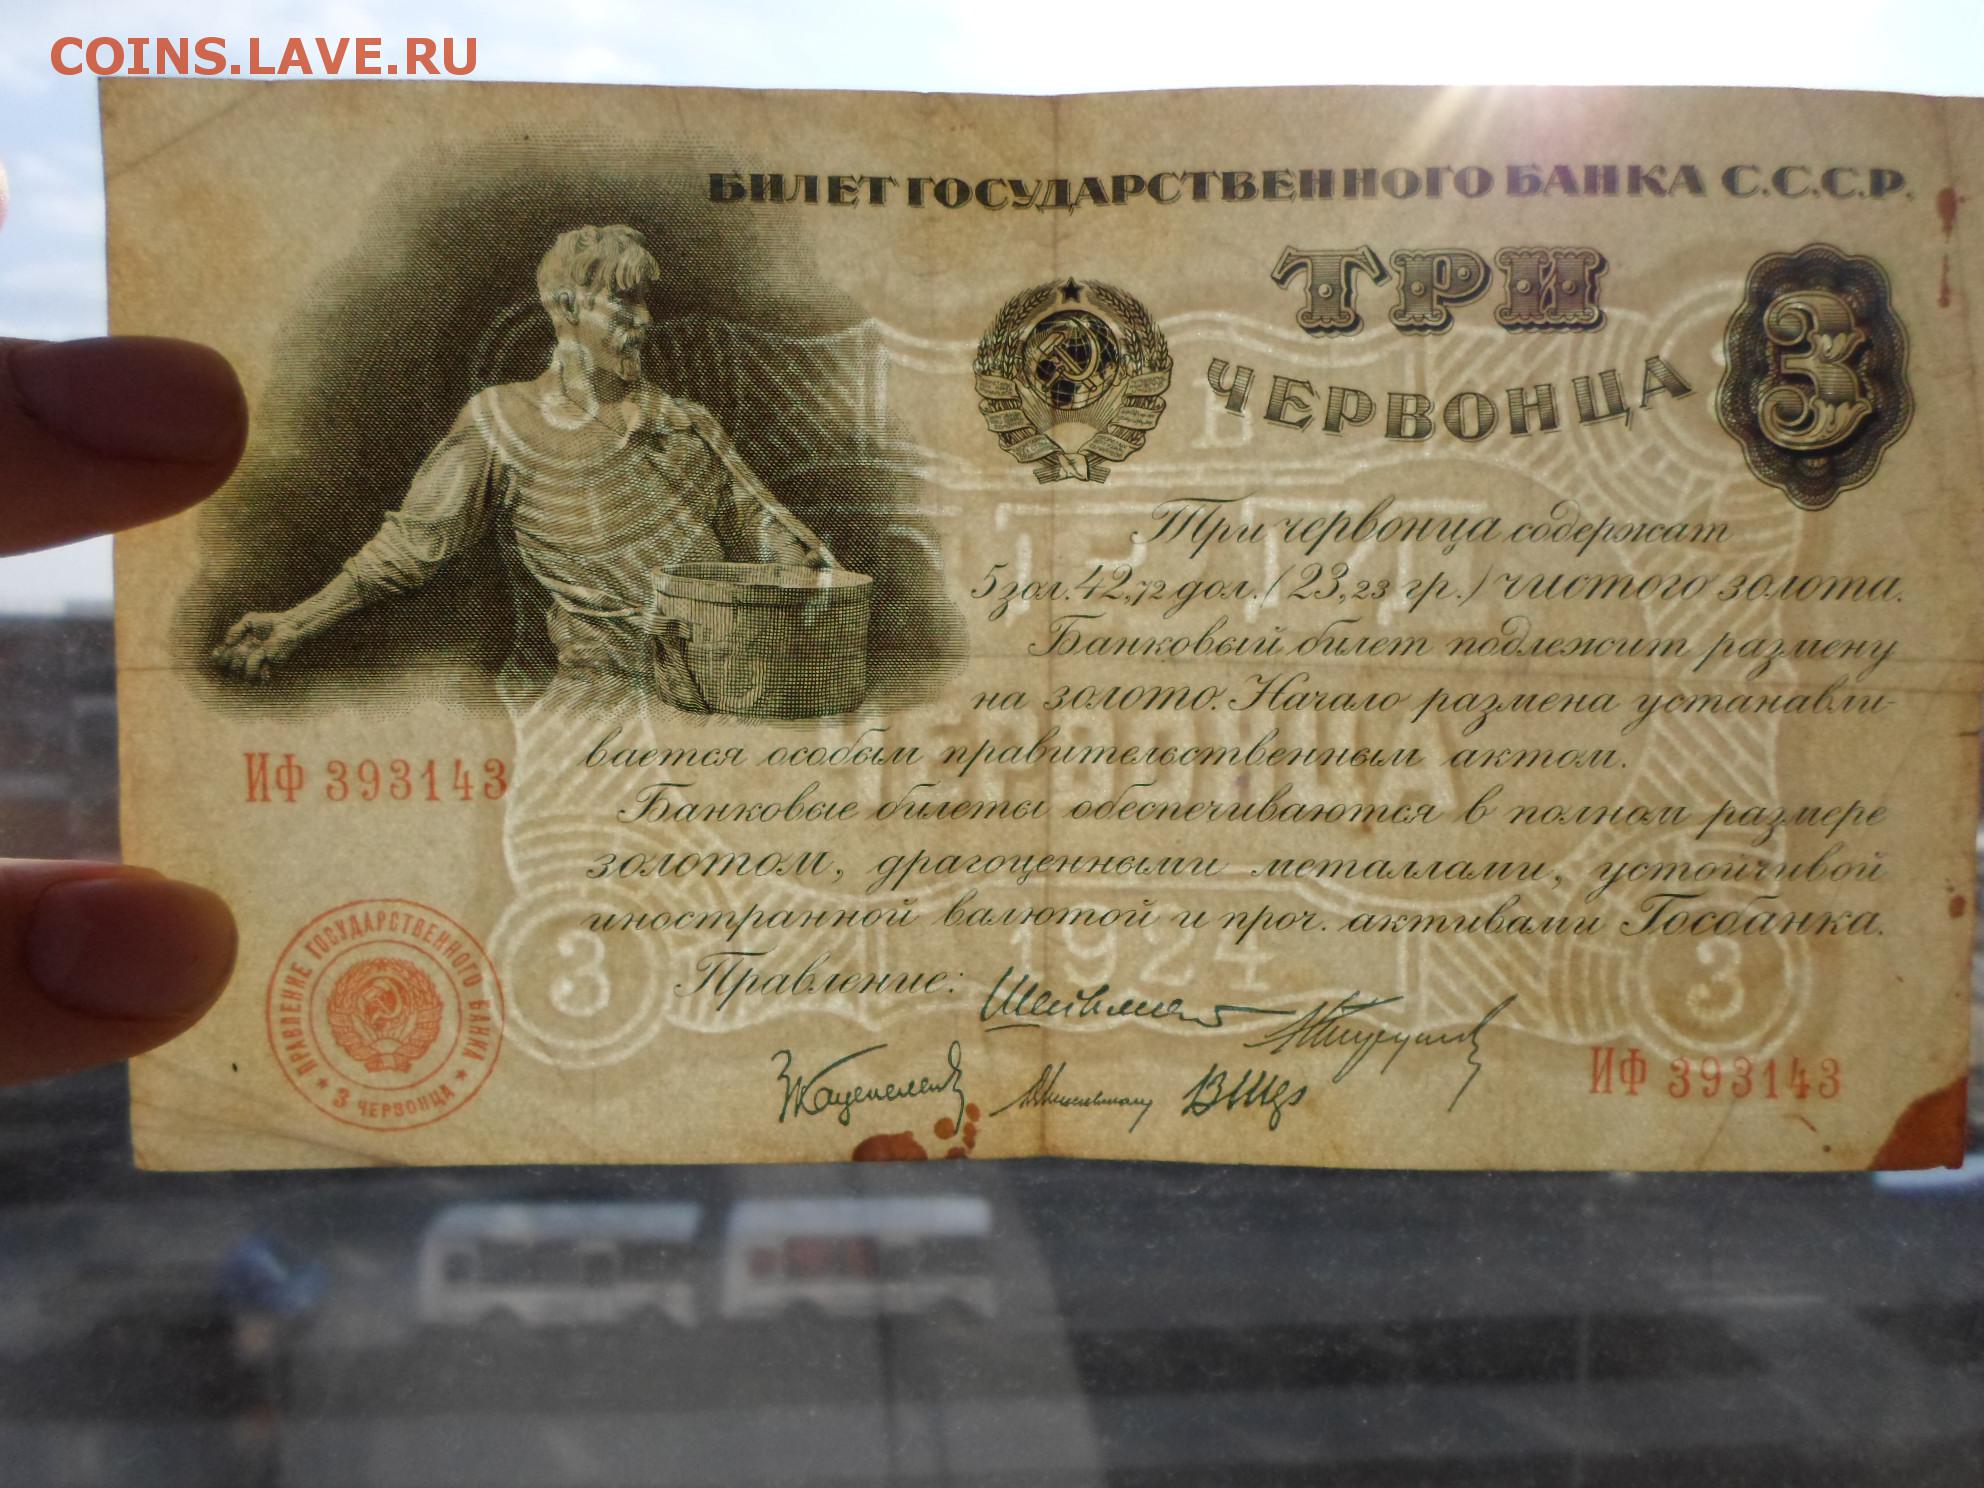 COINS.LAVE.RU
БИЛЕТ ГОСУДАРСТВЕННОГО БАНКА С.С.С.Р.
ТРИ
ЧЕРВОНЦА
3
Три червонца содержат
5 зол. 42,72 дол. (23,23 гр.) чистого золота.
Банковый билет подлежит размену
на золото. Начало размена устанавли-
вается особым правительственным актом.
Банковые билеты обеспечиваются в полном размере
золотом, драгоценными металлами, устойчивой
иностранной валютой и проч. активами Госбанка.
Правление:
ИФ 393143
ПРАВЛЕНИЕ ГОСУДАРСТВЕННОГО БАНКА
★ 3 ЧЕРВОНЦА ★
ИФ 393143
ЧЕРВОНЦА
3
1924
3